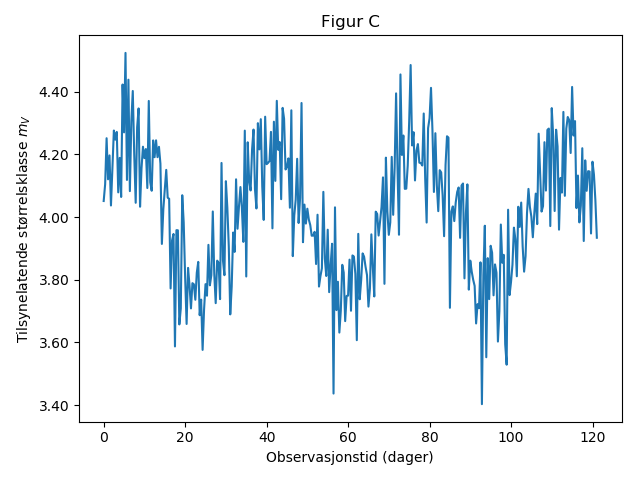 Figur C
Tilsynelatende størrelsesklasse m_V
4.40
4.20
4.00
3.80
3.60
3.40
0 20 40 60 80 100 120
Observasjonstid (dager)